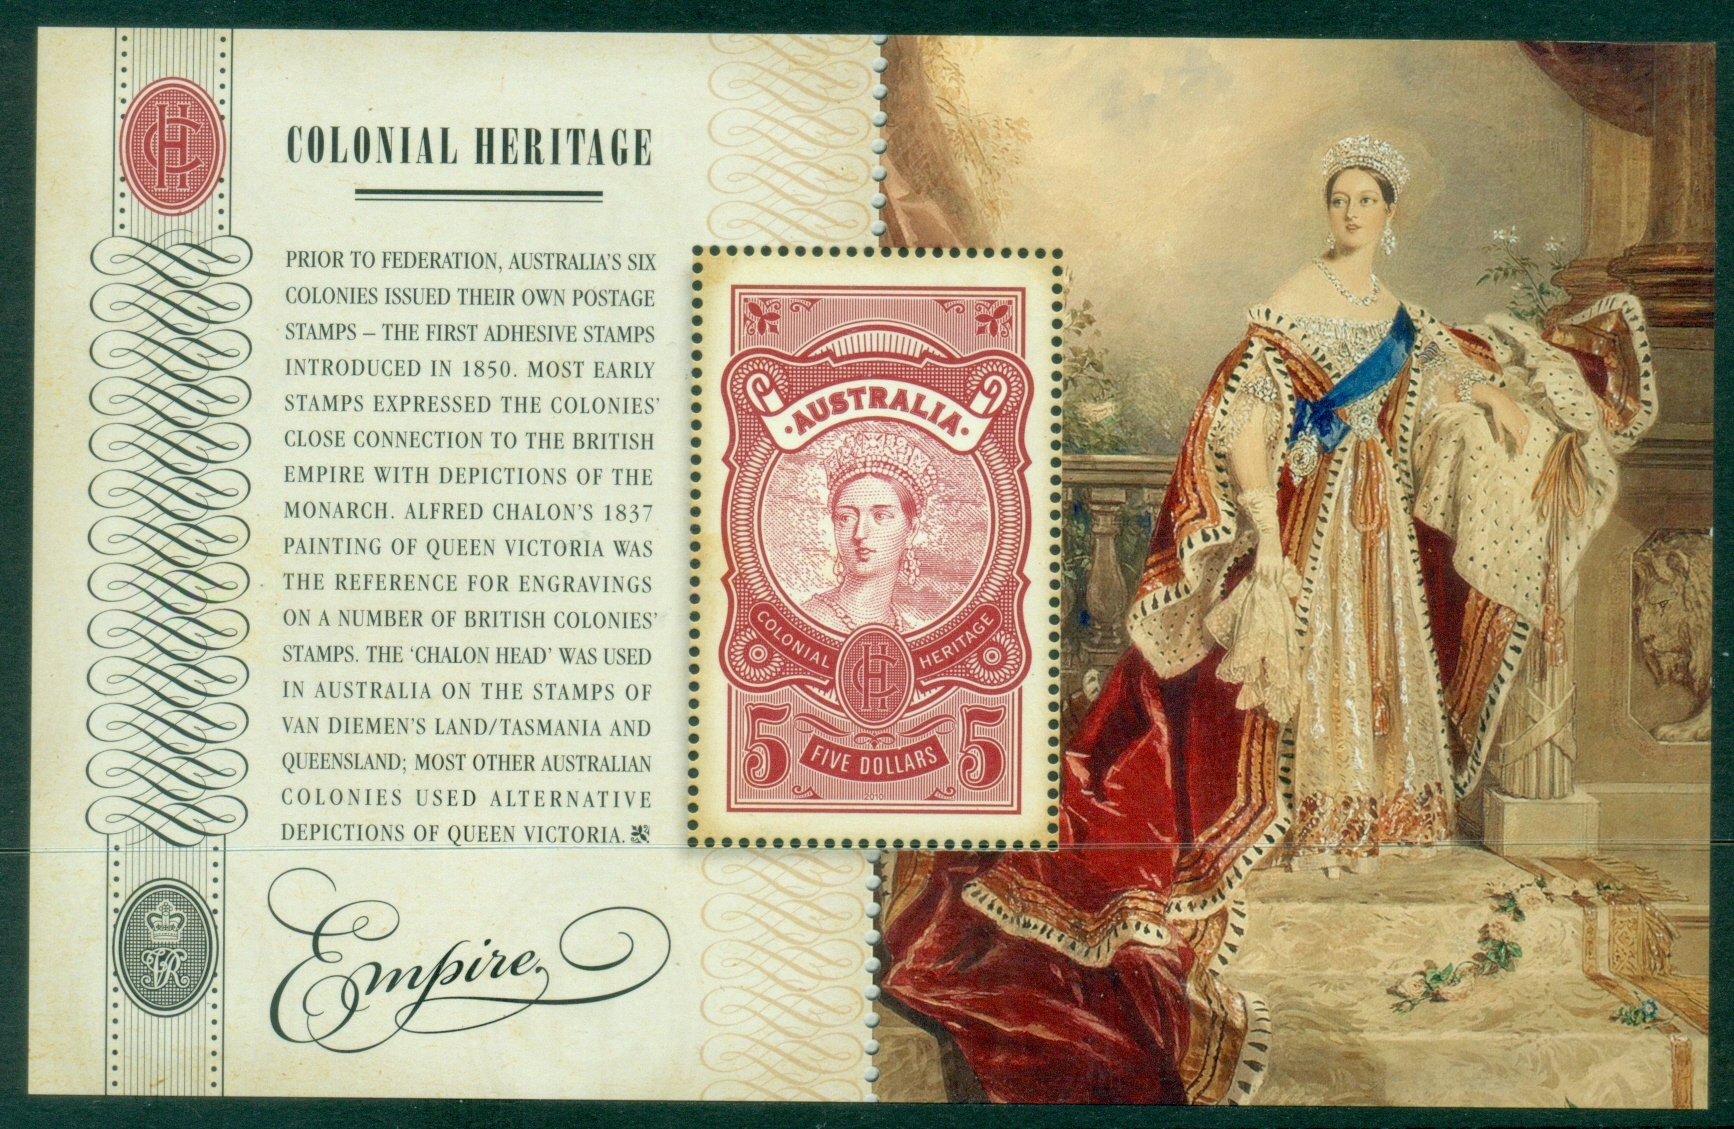 COLONIAL HERITAGE
PRIOR TO FEDERATION, AUSTRALIA'S SIX
COLONIES ISSUED THEIR OWN POSTAGE
STAMPS – THE FIRST ADHESIVE STAMPS
INTRODUCED IN 1850. MOST EARLY
STAMPS EXPRESSED THE COLONIES'
CLOSE CONNECTION TO THE BRITISH
EMPIRE WITH DEPICTIONS OF THE
MONARCH. ALFRED CHALON'S 1837
PAINTING OF QUEEN VICTORIA WAS
THE REFERENCE FOR ENGRAVINGS
ON A NUMBER OF BRITISH COLONIES'
STAMPS. THE 'CHALON HEAD' WAS USED
IN AUSTRALIA ON THE STAMPS OF
VAN DIEMEN'S LAND/TASMANIA AND
QUEENSLAND; MOST OTHER AUSTRALIAN
COLONIES USED ALTERNATIVE
DEPICTIONS OF QUEEN VICTORIA.
Empire
HC
VR
·AUSTRALIA·
COLONIAL HERITAGE
HC
5 5
FIVE DOLLARS
2010